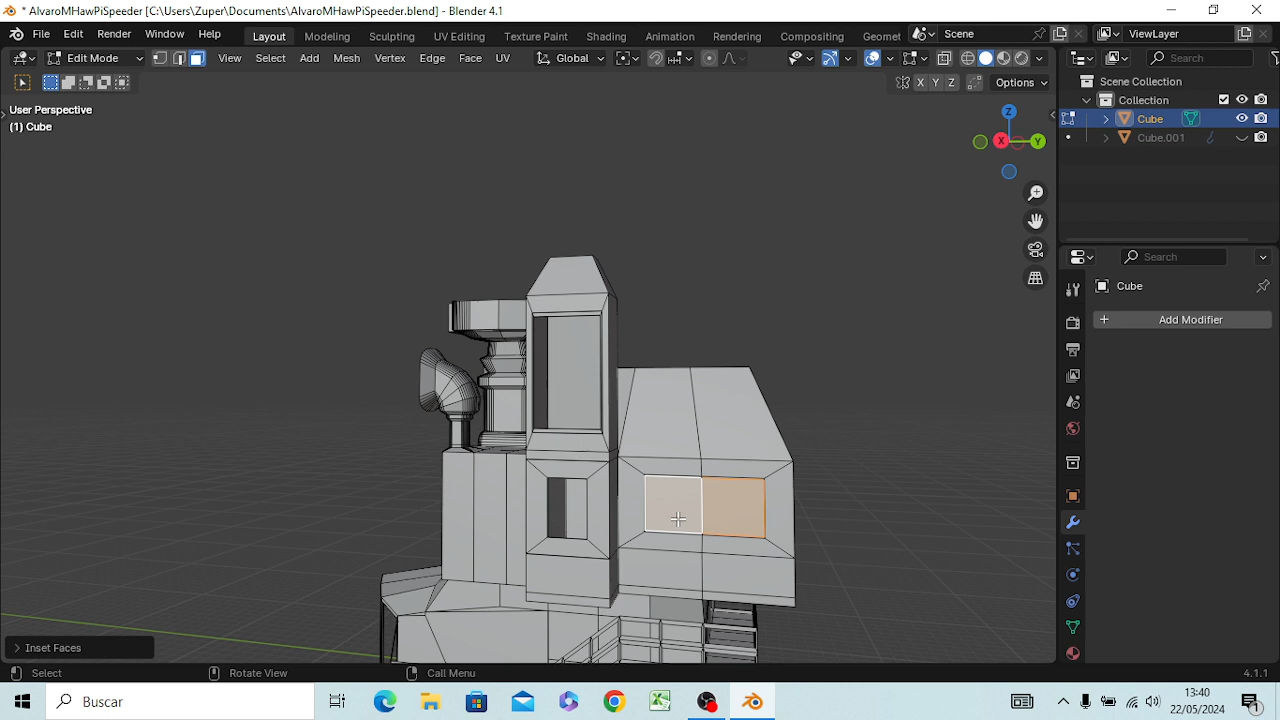 * AlvaroMHawPiSpeeder [C:\Users\Zuper\Documents\AlvaroMHawPiSpeeder.blend] - Blender 4.1
File Edit Render Window Help Layout Modeling Sculpting UV Editing Texture Paint Shading Animation Rendering Compositing Geomet Scene ViewLayer
Edit Mode View Select Add Mesh Vertex Edge Face UV Global Search
X Y Z Options Scene Collection
User Perspective
(1) Cube
Collection
Cube
Cube.001
Z
X Y
Search
Cube
Add Modifier
Inset Faces
Select Rotate View Call Menu 4.1.1
Buscar
13:40
22/05/2024
1